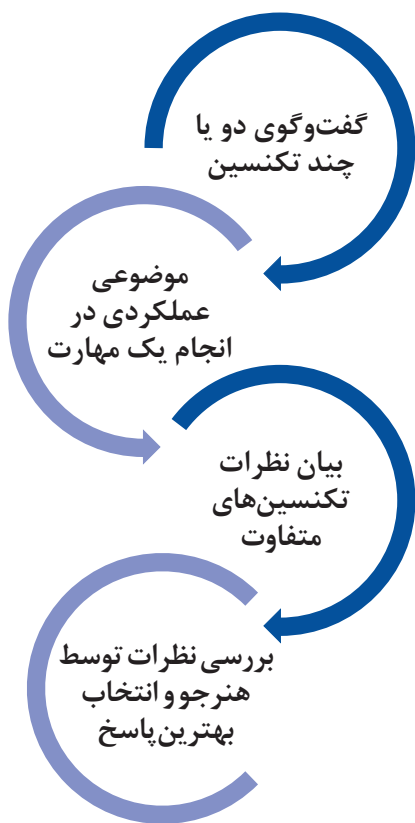 گفت‌وگوی دو یا
چند تکنسین
موضوعی
عملکردی در
انجام یک مهارت
بیان نظرات
تکنسین‌های
متفاوت
بررسی نظرات توسط
هنرجو و انتخاب
بهترین پاسخ